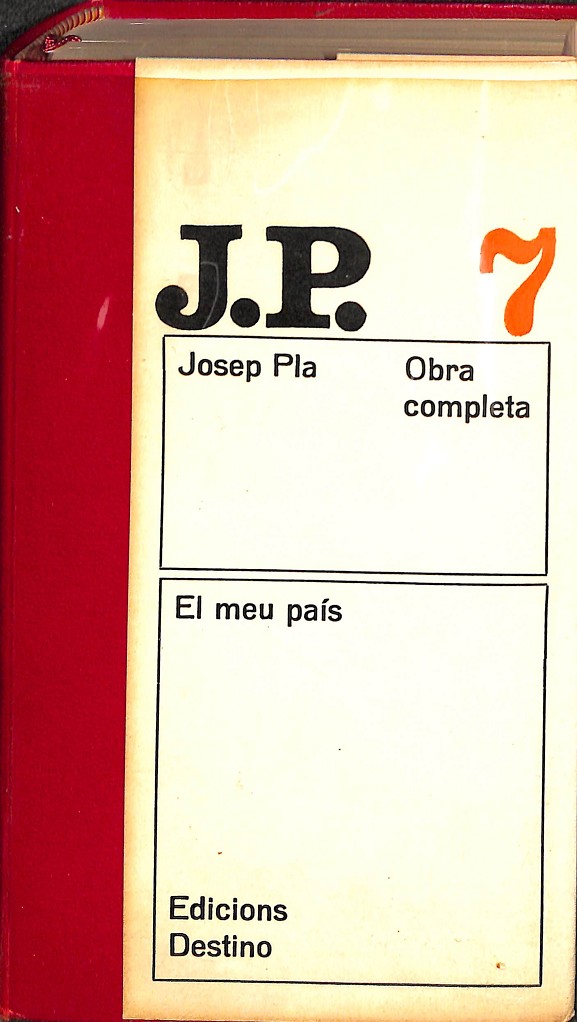 J.P. 7
Josep Pla
Obra
completa
El meu país
Edicions
Destino